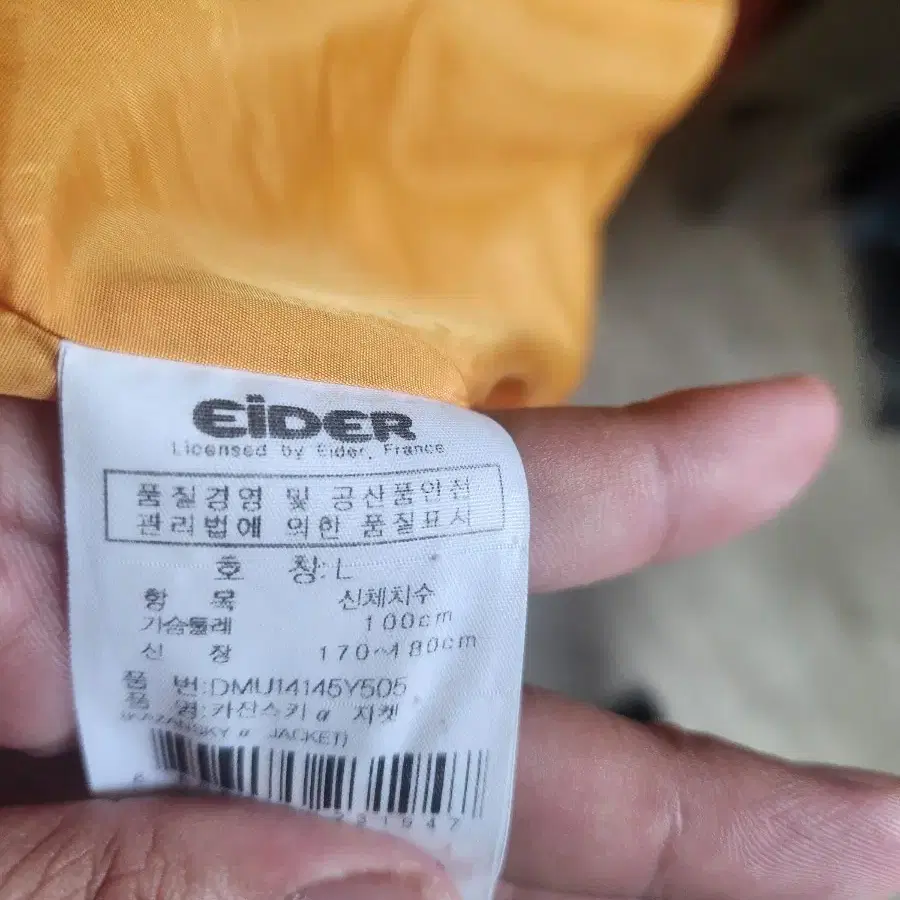 EIDER
Licensed by Eider, France
품질경영 및 공산품안전
관리법에 의한 품질표시
호 칭: L
항 목 신체치수
가슴둘레 100cm
신 장 170~180cm
품 번:DMU14145Y505
품 명:카잔스키 α 자켓
(KAZANSKY α JACKET)
31947